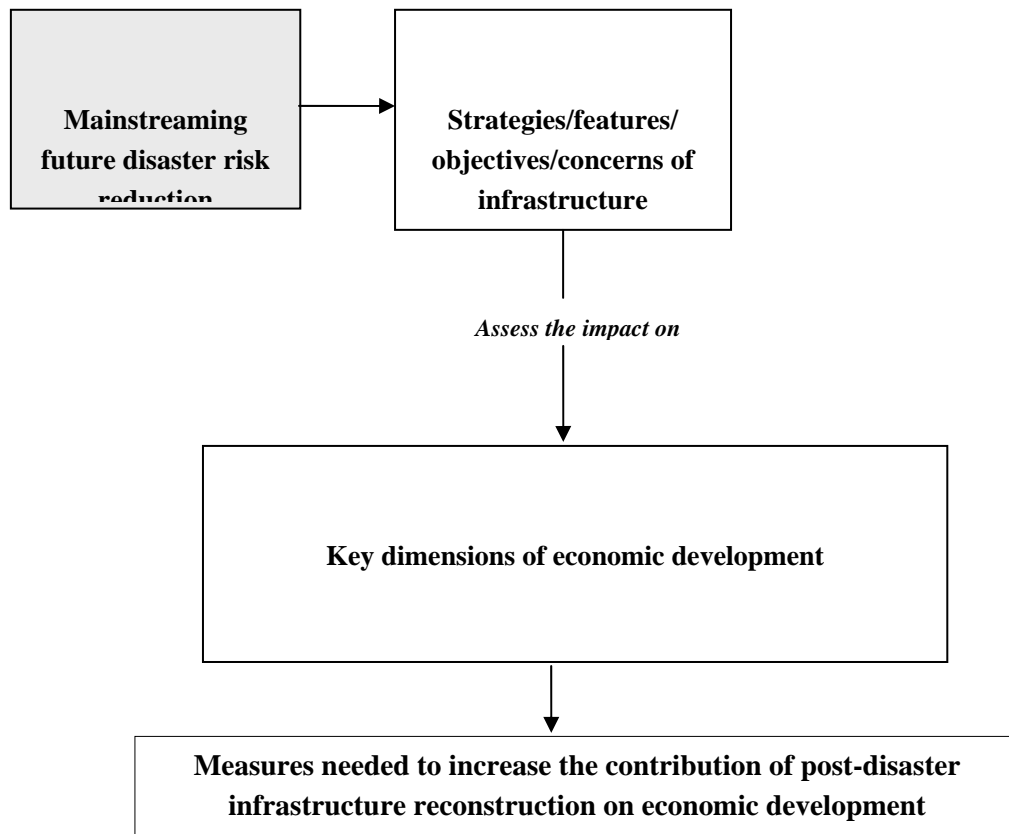 Mainstreaming
future disaster risk
reduction
Strategies/features/
objectives/concerns of
infrastructure
Assess the impact on
Key dimensions of economic development
Measures needed to increase the contribution of post-disaster
infrastructure reconstruction on economic development